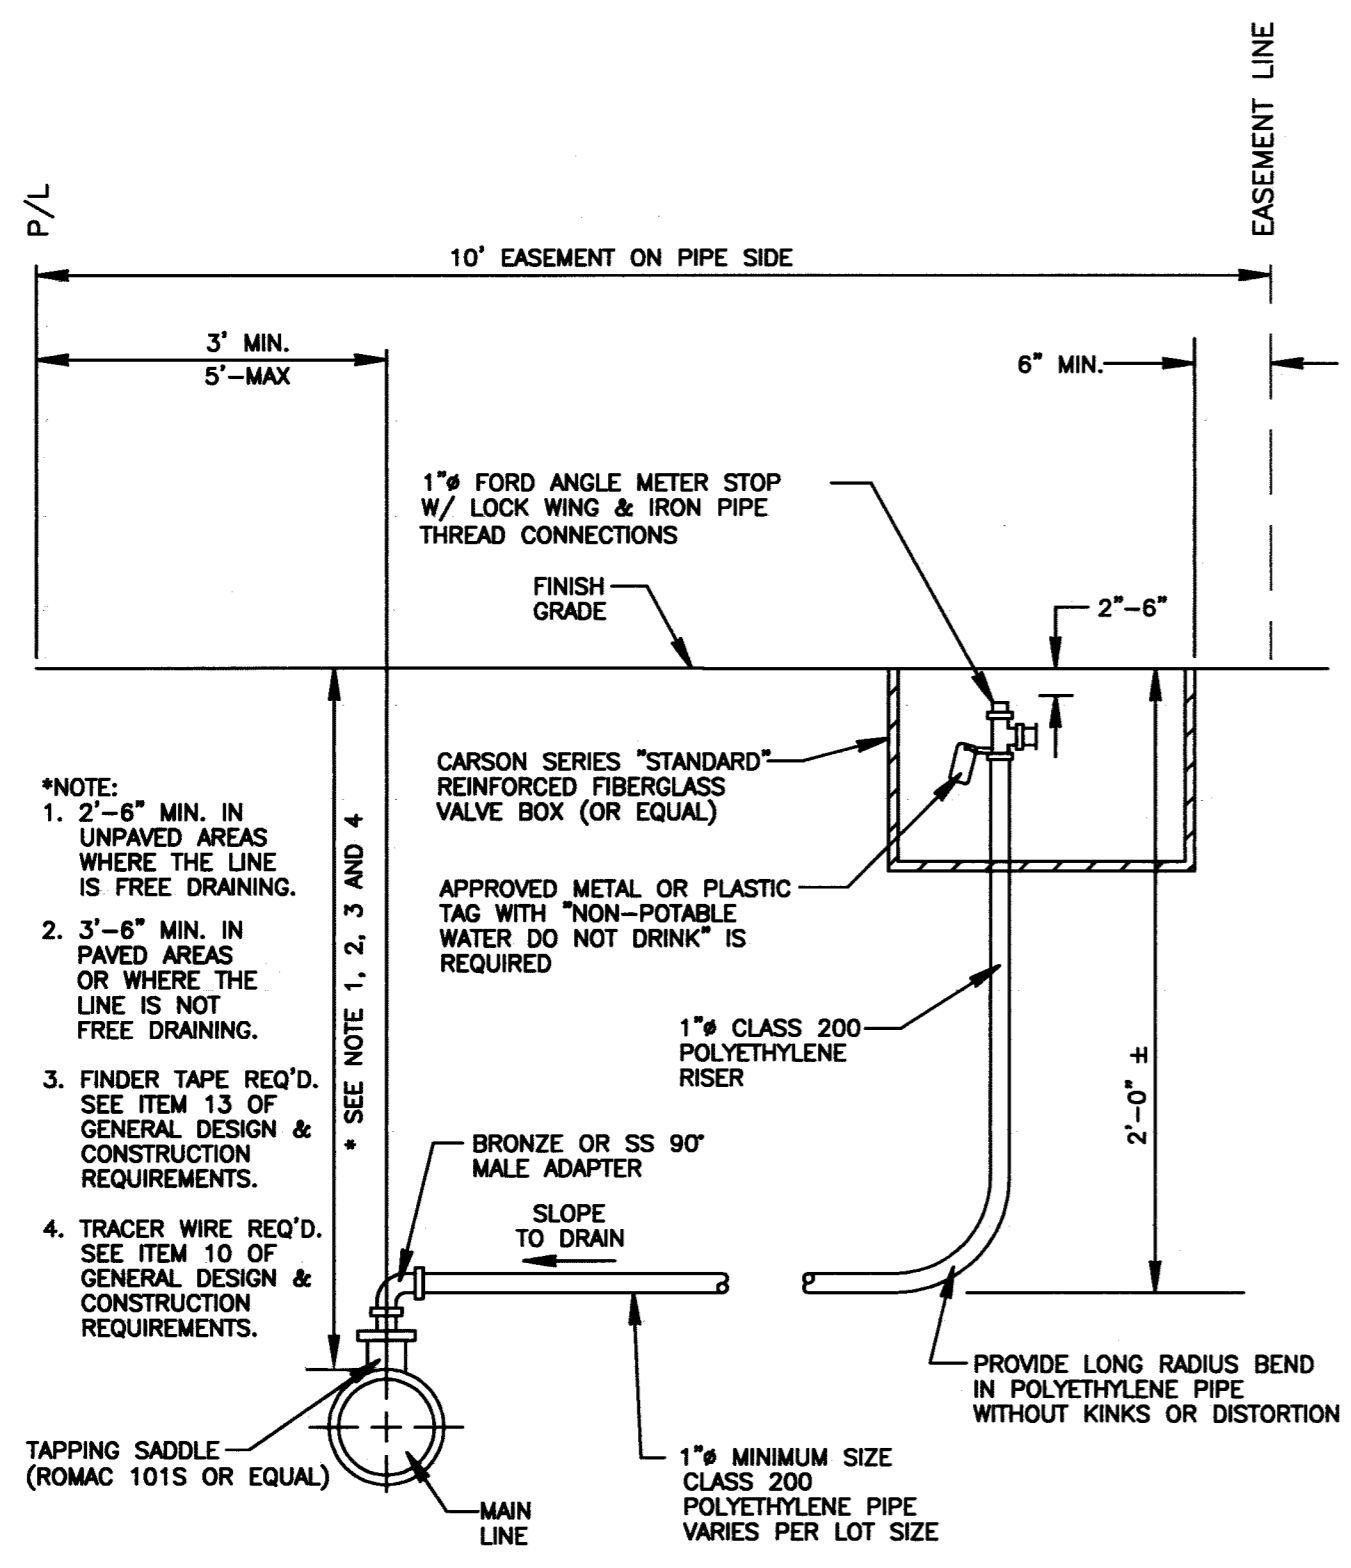 EASEMENT LINE
P/L
10' EASEMENT ON PIPE SIDE
3' MIN.
5'-MAX
6" MIN.
1"ø FORD ANGLE METER STOP
W/ LOCK WING & IRON PIPE
THREAD CONNECTIONS
FINISH
GRADE
2"-6"
CARSON SERIES "STANDARD"
REINFORCED FIBERGLASS
VALVE BOX (OR EQUAL)
*NOTE:
1. 2'-6" MIN. IN
UNPAVED AREAS
WHERE THE LINE
IS FREE DRAINING.
2. 3'-6" MIN. IN
PAVED AREAS
OR WHERE THE
LINE IS NOT
FREE DRAINING.
3. FINDER TAPE REQ'D.
SEE ITEM 13 OF
GENERAL DESIGN &
CONSTRUCTION
REQUIREMENTS.
4. TRACER WIRE REQ'D.
SEE ITEM 10 OF
GENERAL DESIGN &
CONSTRUCTION
REQUIREMENTS.
* SEE NOTE 1, 2, 3 AND 4
APPROVED METAL OR PLASTIC
TAG WITH "NON-POTABLE
WATER DO NOT DRINK" IS
REQUIRED
1"ø CLASS 200
POLYETHYLENE
RISER
2'-0" ±
BRONZE OR SS 90°
MALE ADAPTER
SLOPE
TO DRAIN
PROVIDE LONG RADIUS BEND
IN POLYETHYLENE PIPE
WITHOUT KINKS OR DISTORTION
TAPPING SADDLE
(ROMAC 101S OR EQUAL)
1"ø MINIMUM SIZE
CLASS 200
POLYETHYLENE PIPE
VARIES PER LOT SIZE
MAIN
LINE